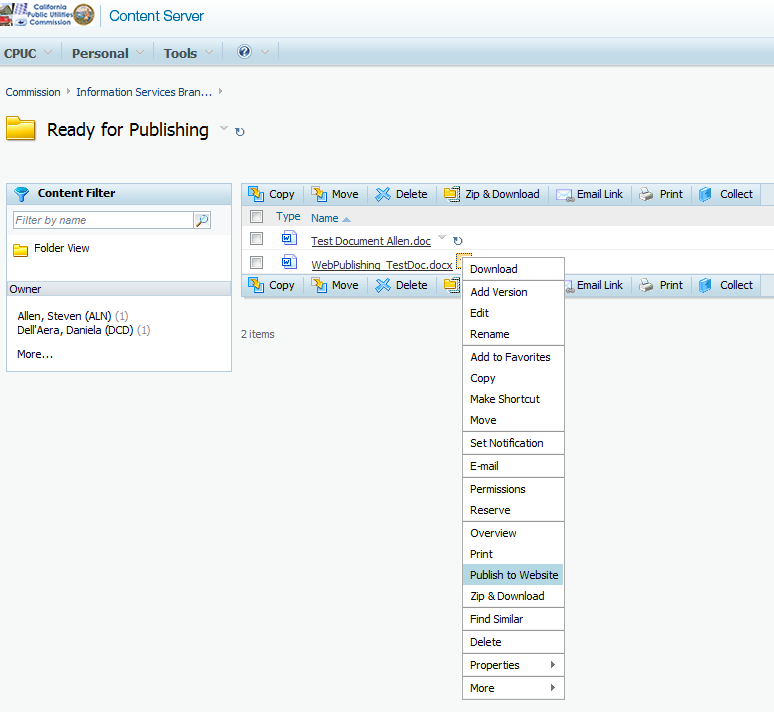 California
Public Utilities
Commission
Content Server
CPUC Personal Tools
Commission Information Services Bran...
Ready for Publishing
Content Filter
Filter by name
Folder View
Owner
Allen, Steven (ALN) (1)
Dell'Aera, Daniela (DCD) (1)
More...
Copy Move Delete Zip & Download Email Link Print Collect
Type Name
Test Document Allen.doc
WebPublishing_TestDoc.docx
Copy Move Delete Email Link Print Collect
2 items
Download
Add Version
Edit
Rename
Add to Favorites
Copy
Make Shortcut
Move
Set Notification
E-mail
Permissions
Reserve
Overview
Print
Publish to Website
Zip & Download
Find Similar
Delete
Properties
More